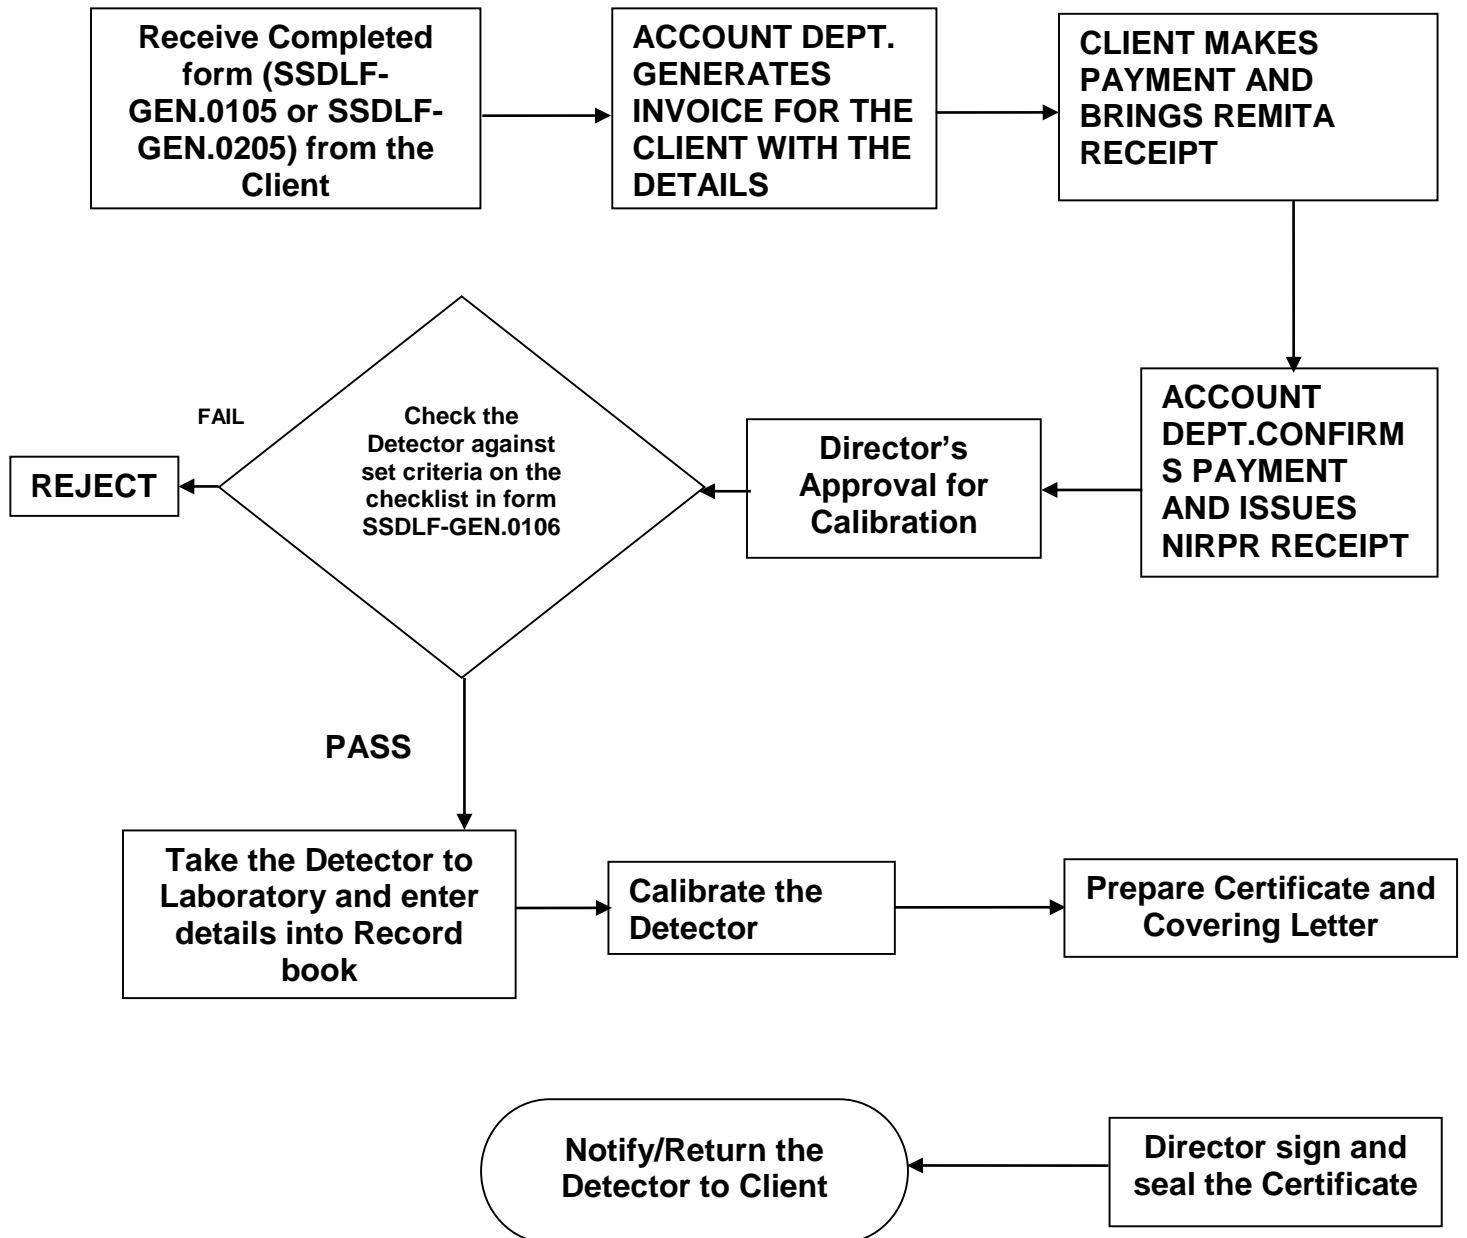 Receive Completed
form (SSDLF-
GEN.0105 or SSDLF-
GEN.0205) from the
Client
ACCOUNT DEPT.
GENERATES
INVOICE FOR THE
CLIENT WITH THE
DETAILS
CLIENT MAKES
PAYMENT AND
BRINGS REMITA
RECEIPT
ACCOUNT
DEPT.CONFIRM
S PAYMENT
AND ISSUES
NIRPR RECEIPT
Director’s
Approval for
Calibration
Check the
Detector against
set criteria on the
checklist in form
SSDLF-GEN.0106
FAIL
REJECT
PASS
Take the Detector to
Laboratory and enter
details into Record
book
Calibrate the
Detector
Prepare Certificate and
Covering Letter
Director sign and
seal the Certificate
Notify/Return the
Detector to Client